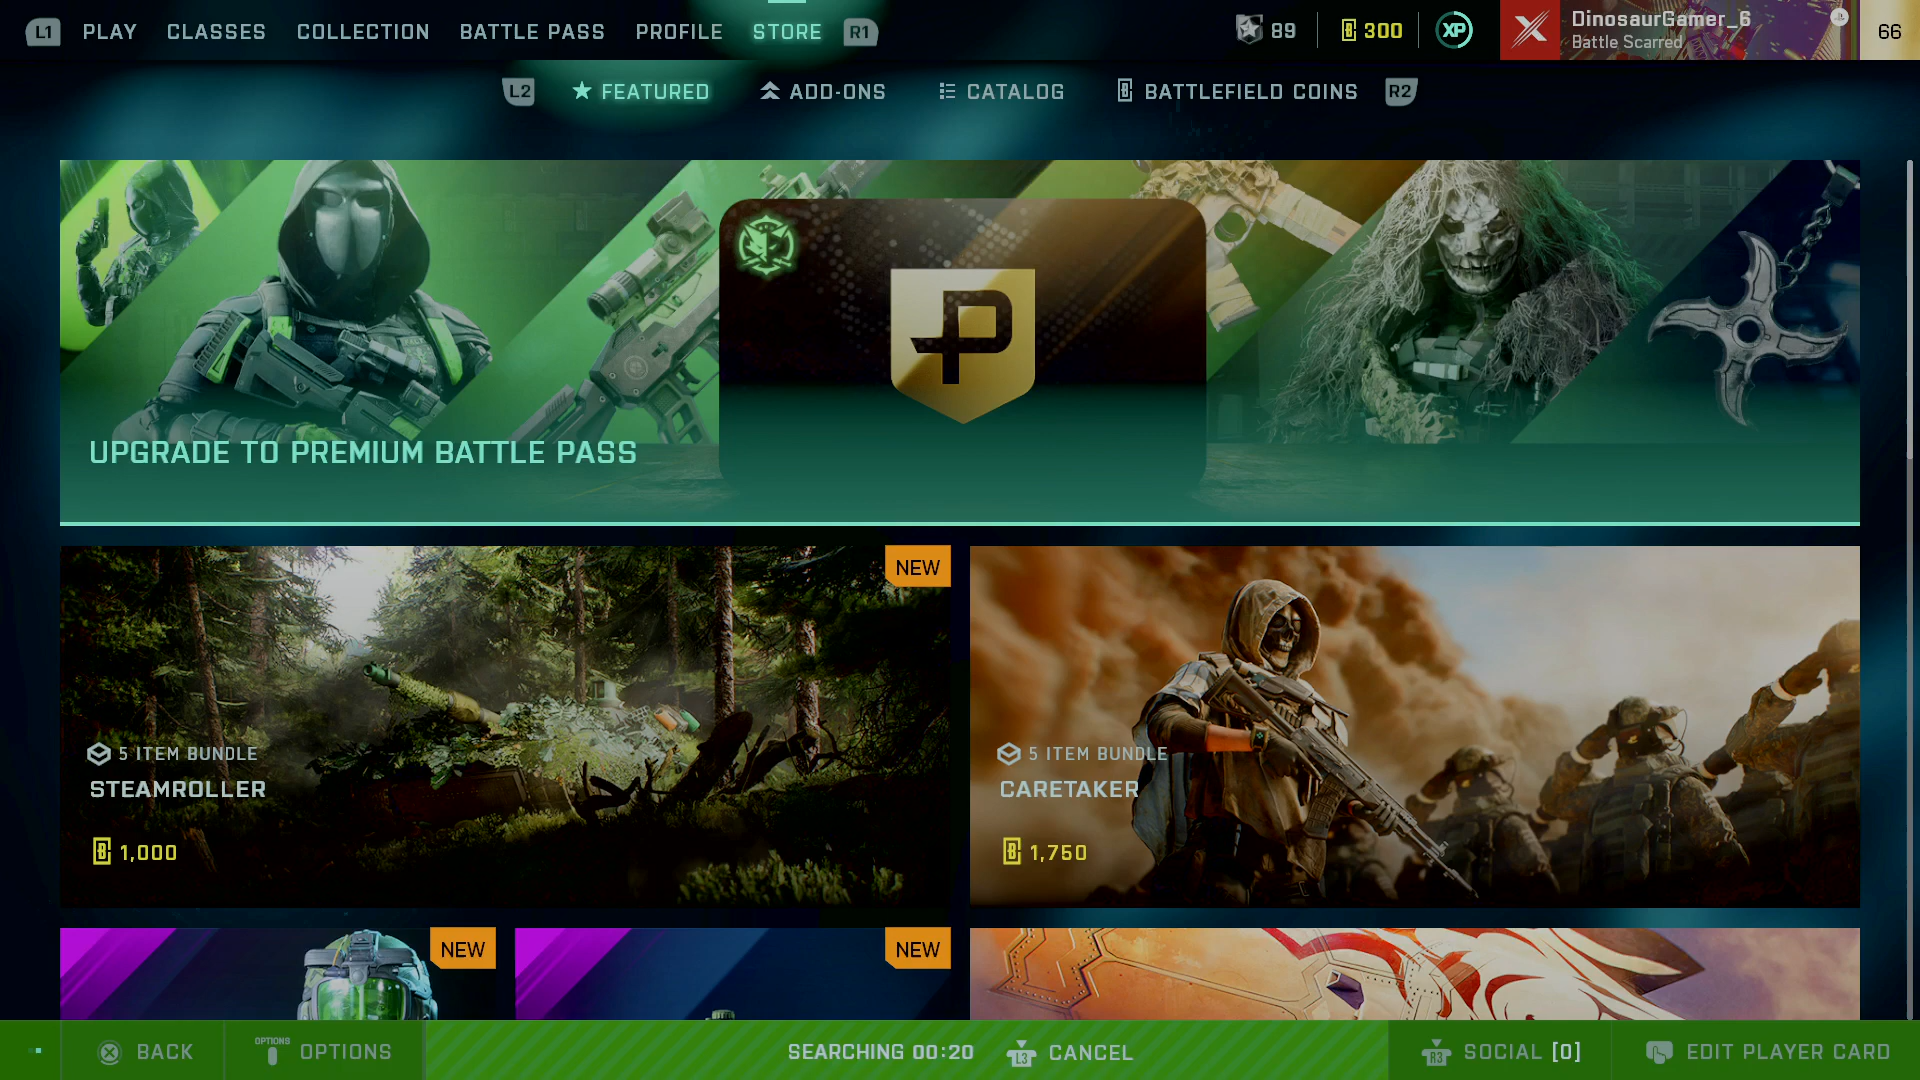 L1 PLAY CLASSES COLLECTION BATTLE PASS PROFILE STORE R1 89 300 XP DinosaurGamer_6 66
Battle Scarred
L2 FEATURED ADD-ONS CATALOG BATTLEFIELD COINS R2
UPGRADE TO PREMIUM BATTLE PASS
NEW
5 ITEM BUNDLE
STEAMROLLER
1,000
5 ITEM BUNDLE
CARETAKER
1,750
NEW
NEW
BACK OPTIONS OPTIONS SEARCHING 00:20 L3 CANCEL R3 SOCIAL [0] EDIT PLAYER CARD